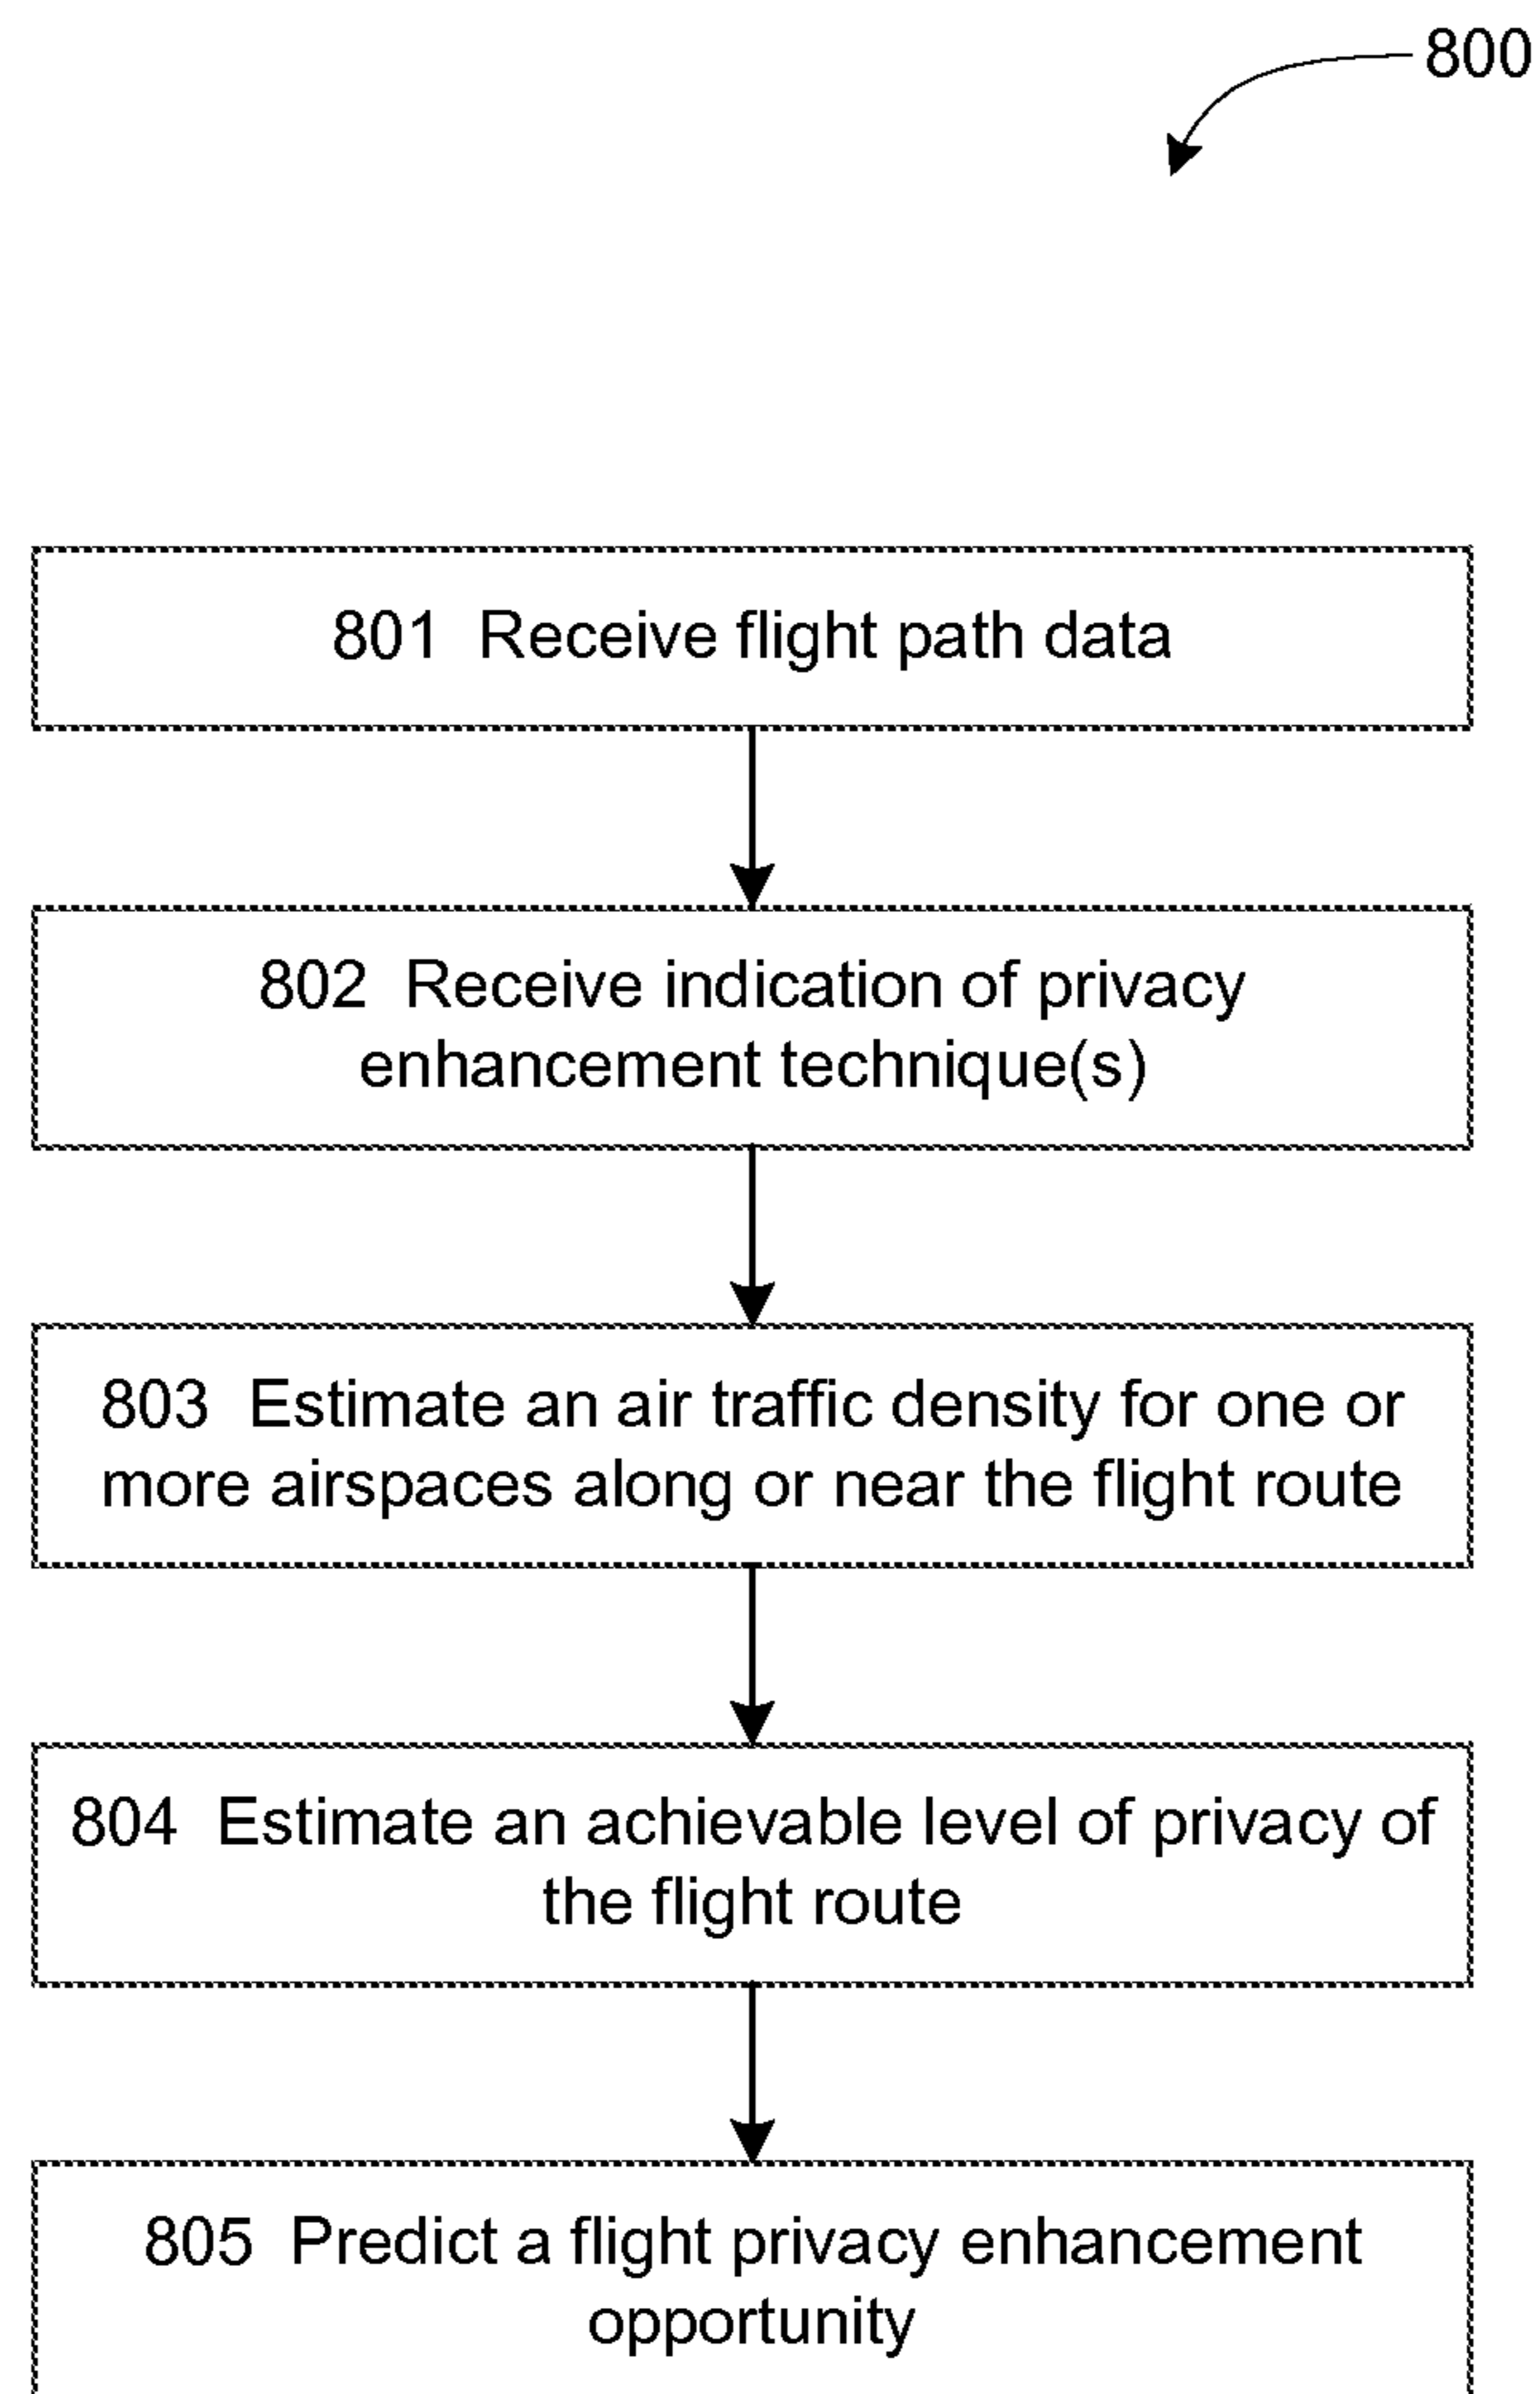 800
801 Receive flight path data
802 Receive indication of privacy
enhancement technique(s)
803 Estimate an air traffic density for one or
more airspaces along or near the flight route
804 Estimate an achievable level of privacy of
the flight route
805 Predict a flight privacy enhancement
opportunity